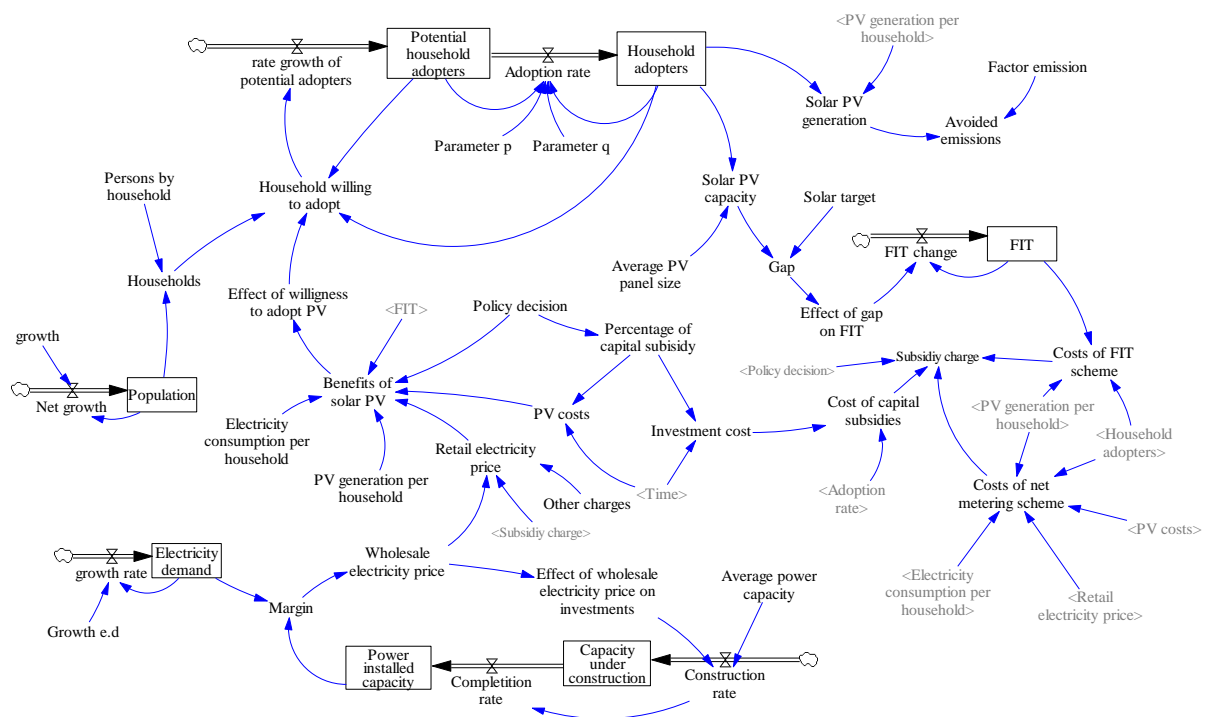 Potential
household
adopters
Household
adopters
<PV generation per
household>
rate growth of
potential adopters
Adoption rate
Factor emission
Solar PV
generation
Avoided
emissions
Parameter p
Parameter q
Persons by
household
Household willing
to adopt
Solar PV
capacity
Solar target
FIT change
FIT
Households
Average PV
panel size
Gap
Effect of willigness
to adopt PV
<FIT>
Policy decision
Effect of gap
on FIT
growth
Percentage of
capital subisidy
Net growth
Population
Benefits of
solar PV
<Policy decision>
Subsidiy charge
Costs of FIT
scheme
PV costs
Cost of capital
subsidies
<PV generation per
household>
Electricity
consumption per
household
Investment cost
Retail electricity
price
<Household
adopters>
PV generation per
household
Other charges
<Time>
<Adoption
rate>
Costs of net
metering scheme
<Subsidiy charge>
<PV costs>
Electricity
demand
growth rate
Wholesale
electricity price
Effect of wholesale
electricity price on
investments
Average power
capacity
<Electricity
consumption per
household>
<Retail
electricity price>
Growth e.d
Margin
Power
installed
capacity
Completition
rate
Capacity
under
construction
Construction
rate